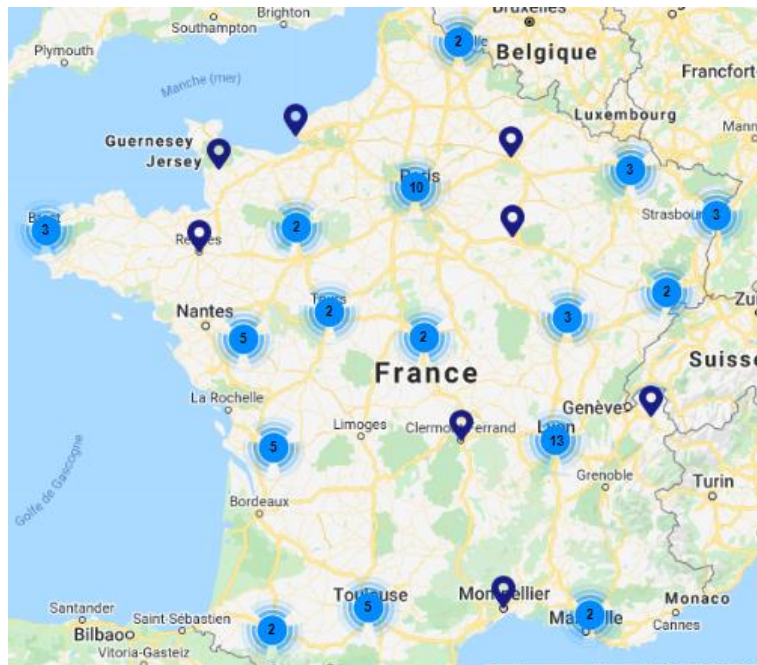 Bruxelles
Brighton
Southampton
Plymouth
2
Belgique
Manche (mer)
Francfort
Luxembourg
Guernesey
Jersey
Paris
10
3
Strasbourg
3
Brest
3
2
Rennes
2
Tours
2
Nantes
5
2
3
Suisse
France
La Rochelle
Genève
Limoges
Clermont-Ferrand
Lyon
13
5
Golfe de Gascogne
Grenoble
Turin
Bordeaux
Toulouse
5
Montpellier
Monaco
Marseille
2
Cannes
Santander
Saint-Sébastien
Bilbao
2
Vitoria-Gasteiz